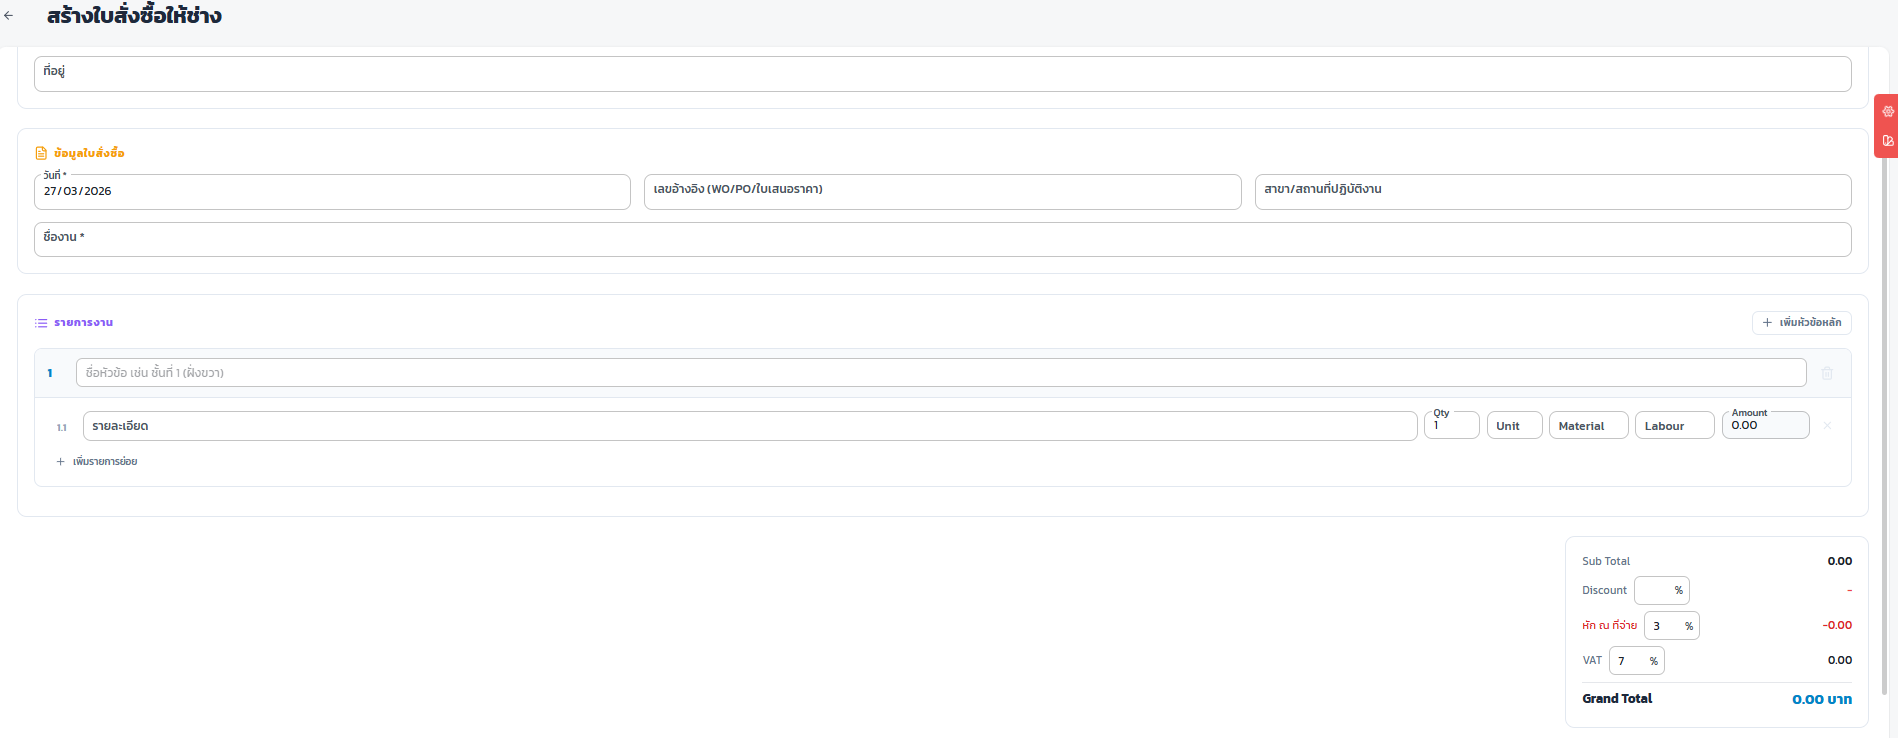 สร้างใบสั่งซื้อให้ช่าง
ที่อยู่
ข้อมูลใบสั่งซื้อ
วันที่ *
27/03/2026
เลขอ้างอิง (WO/PO/ใบเสนอราคา)
สาขา/สถานที่ปฏิบัติงาน
ชื่องาน *
รายการงาน
เพิ่มหัวข้อหลัก
1
ชื่อหัวข้อ เช่น ชั้นที่ 1 (ฝั่งขวา)
1.1
รายละเอียด
Qty
1
Unit
Material
Labour
Amount
0.00
เพิ่มรายการย่อย
Sub Total 0.00
Discount % -
หัก ณ ที่จ่าย 3 % -0.00
VAT 7 % 0.00
Grand Total 0.00 บาท